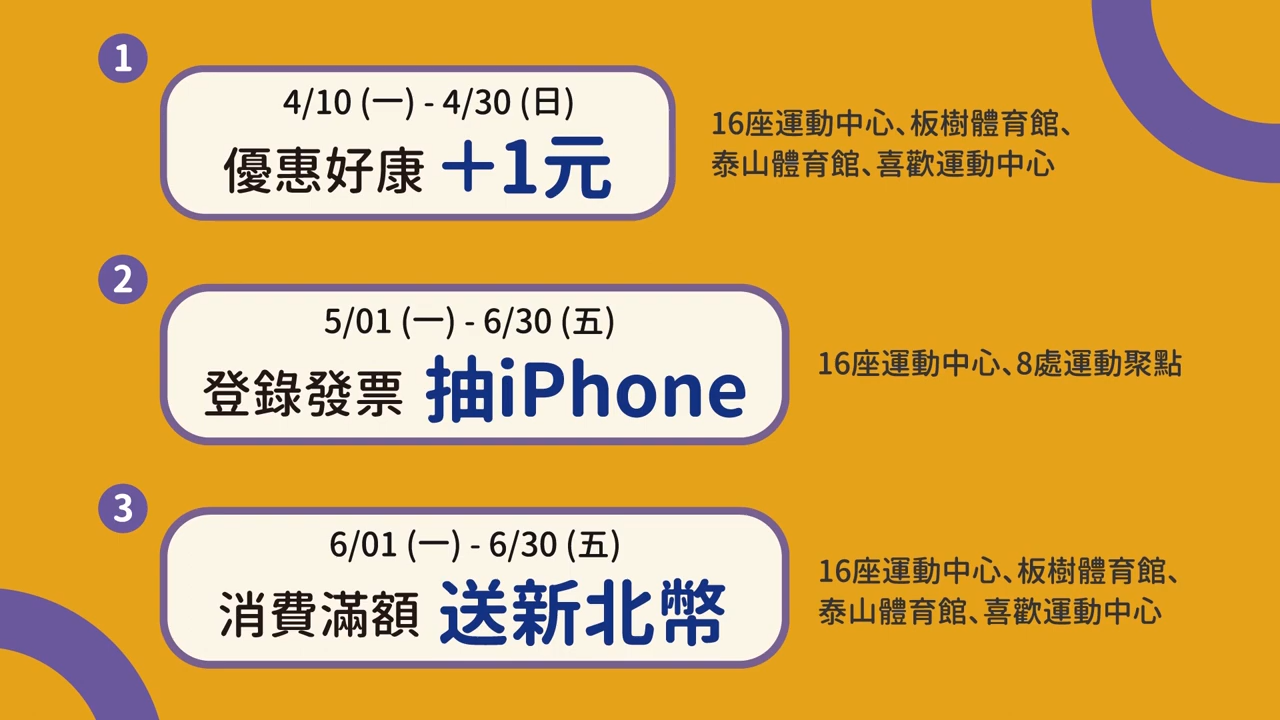 1
4/10 (一) - 4/30 (日)
優惠好康 +1元
16座運動中心、板樹體育館、
泰山體育館、喜歡運動中心
2
5/01 (一) - 6/30 (五)
登錄發票 抽iPhone
16座運動中心、8處運動聚點
3
6/01 (一) - 6/30 (五)
消費滿額 送新北幣
16座運動中心、板樹體育館、
泰山體育館、喜歡運動中心